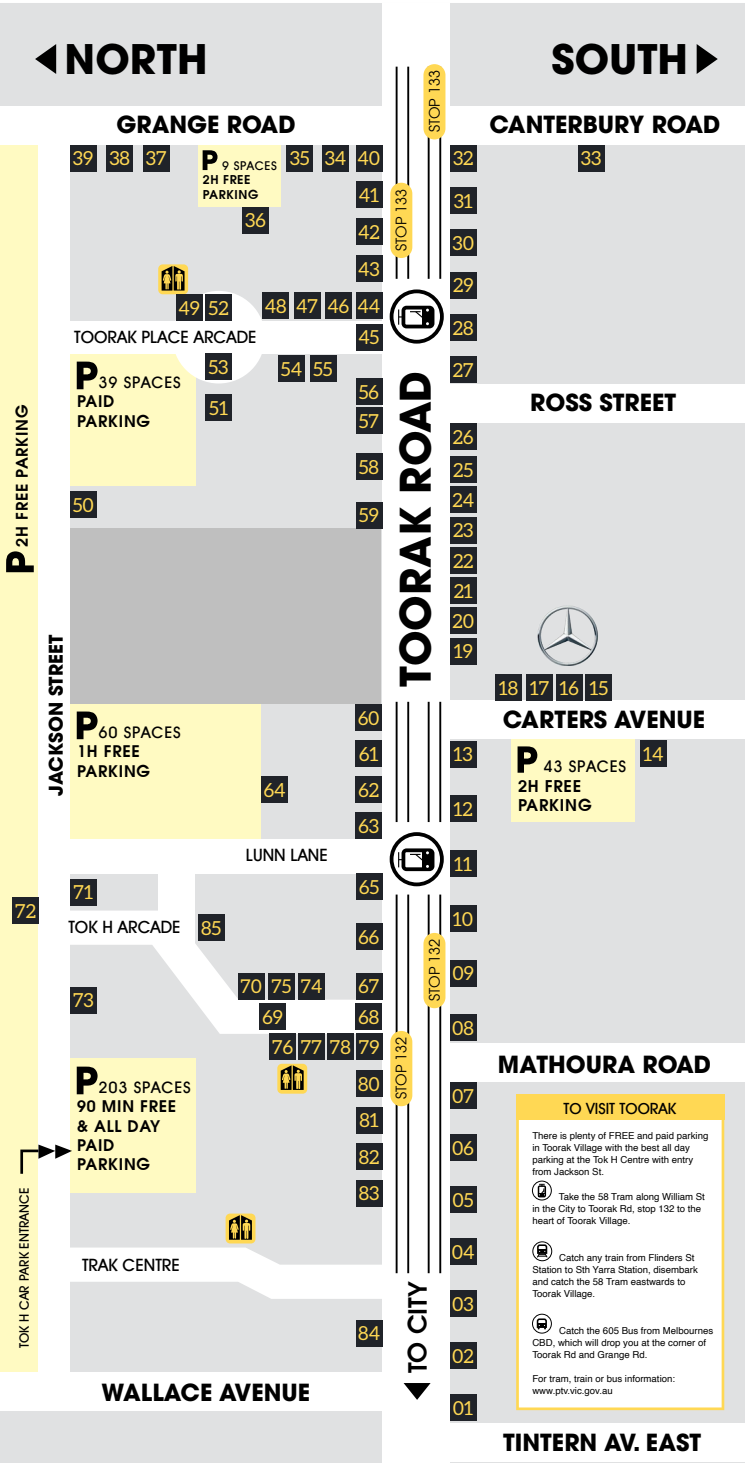 NORTH
SOUTH
STOP 133
GRANGE ROAD
CANTERBURY ROAD
39 38 37
P 9 SPACES
2H FREE
PARKING
35 34 40
32
33
41
31
36
STOP 133
42
30
43
29
49 52
48 47 46 44
28
TOORAK PLACE ARCADE
45
27
53
54 55
P 39 SPACES
PAID
PARKING
51
56
57
ROSS STREET
26
58
25
P 2H FREE PARKING
50
59
24
23
22
21
20
19
TOORAK ROAD
JACKSON STREET
18 17 16 15
P 60 SPACES
1H FREE
PARKING
60
CARTERS AVENUE
61
13
P 43 SPACES
2H FREE
PARKING
14
64
62
12
63
LUNN LANE
11
71
65
72
TOK H ARCADE
85
10
66
STOP 132
09
70 75 74
67
73
69
68
08
76 77 78 79
STOP 132
MATHOURA ROAD
P 203 SPACES
90 MIN FREE
& ALL DAY
PAID
PARKING
80
07
81
06
82
83
05
TOK H CAR PARK ENTRANCE
TRAK CENTRE
04
03
TO CITY
84
02
01
TO VISIT TOORAK
There is plenty of FREE and paid parking
in Toorak Village with the best all day
parking at the Tok H Centre with entry
from Jackson St.
Take the 58 Tram along William St
in the City to Toorak Rd, stop 132 to the
heart of Toorak Village.
Catch any train from Flinders St
Station to Sth Yarra Station, disembark
and catch the 58 Tram eastwards to
Toorak Village.
Catch the 605 Bus from Melbournes
CBD, which will drop you at the corner of
Toorak Rd and Grange Rd.
For tram, train or bus information:
www.ptv.vic.gov.au
WALLACE AVENUE
TINTERN AV. EAST